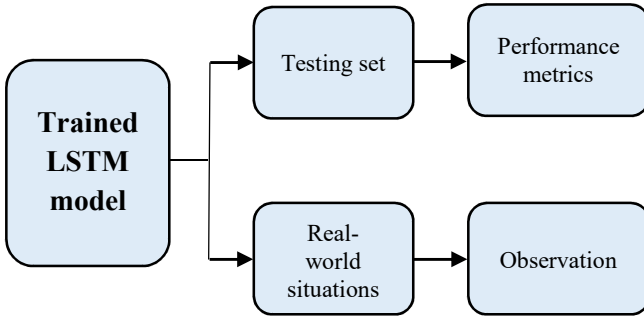 Trained
LSTM
model
Testing set
Performance
metrics
Real-
world
situations
Observation